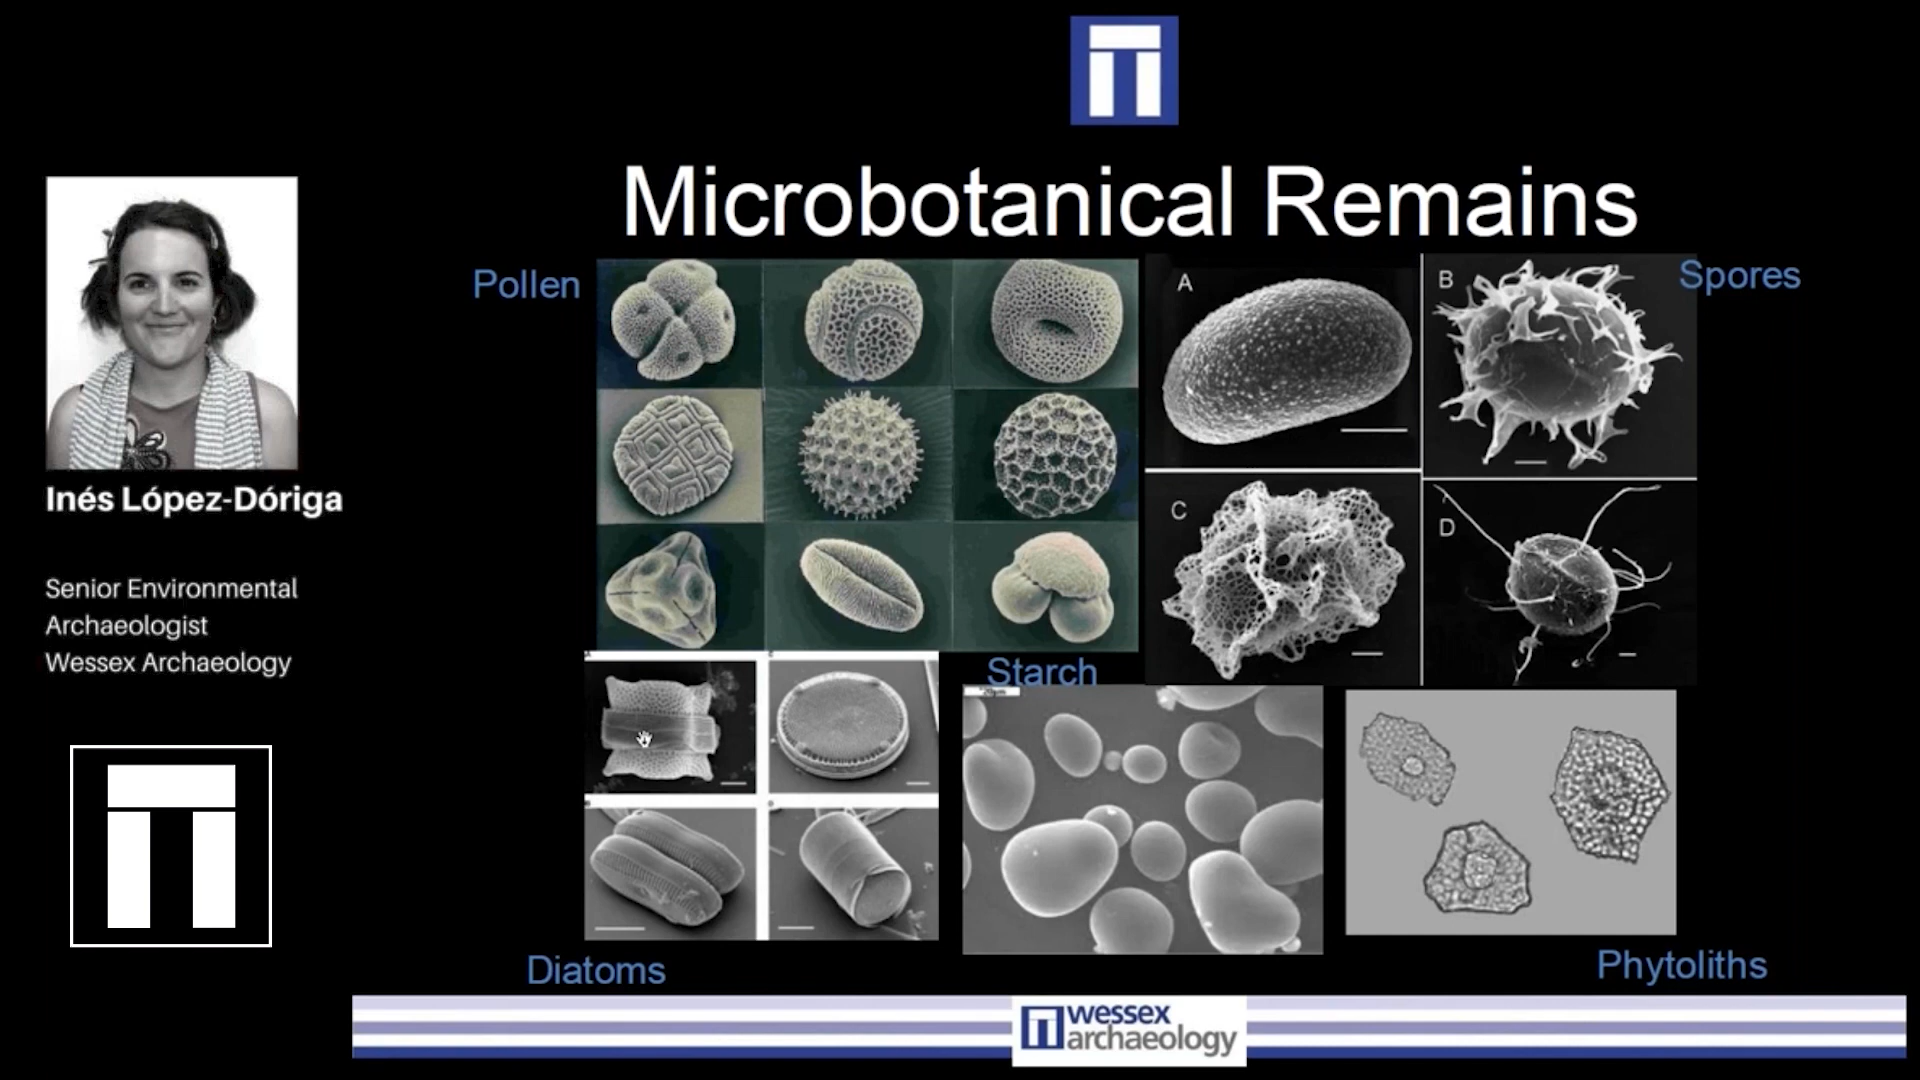 Microbotanical Remains
Pollen
Spores
A
B
C
D
Inés López-Dóriga
Senior Environmental
Archaeologist
Wessex Archaeology
Starch
Diatoms
Phytoliths
wessex
archaeology